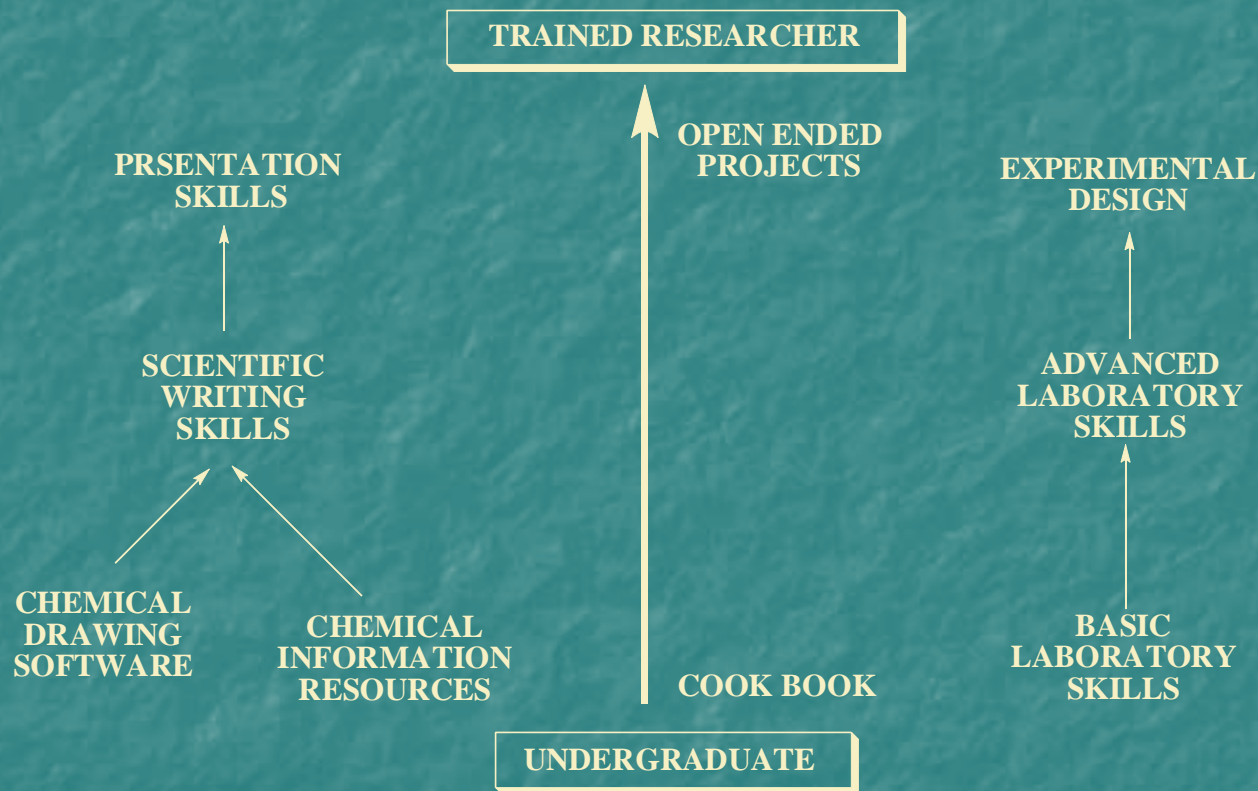 TRAINED RESEARCHER
OPEN ENDED
PROJECTS
PRSENTATION
SKILLS
EXPERIMENTAL
DESIGN
SCIENTIFIC
WRITING
SKILLS
ADVANCED
LABORATORY
SKILLS
CHEMICAL
DRAWING
SOFTWARE
CHEMICAL
INFORMATION
RESOURCES
COOK BOOK
BASIC
LABORATORY
SKILLS
UNDERGRADUATE